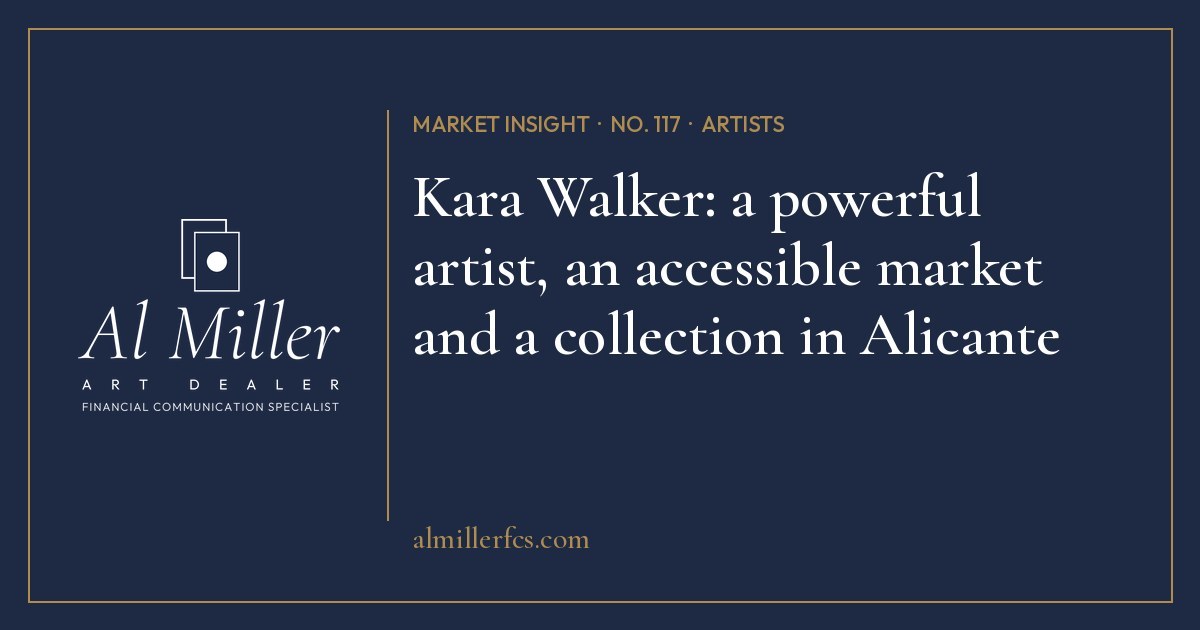 Al Miller
ART DEALER
FINANCIAL COMMUNICATION SPECIALIST
MARKET INSIGHT · NO. 117 · ARTISTS
Kara Walker: a powerful
artist, an accessible market
and a collection in Alicante
almillerfcs.com